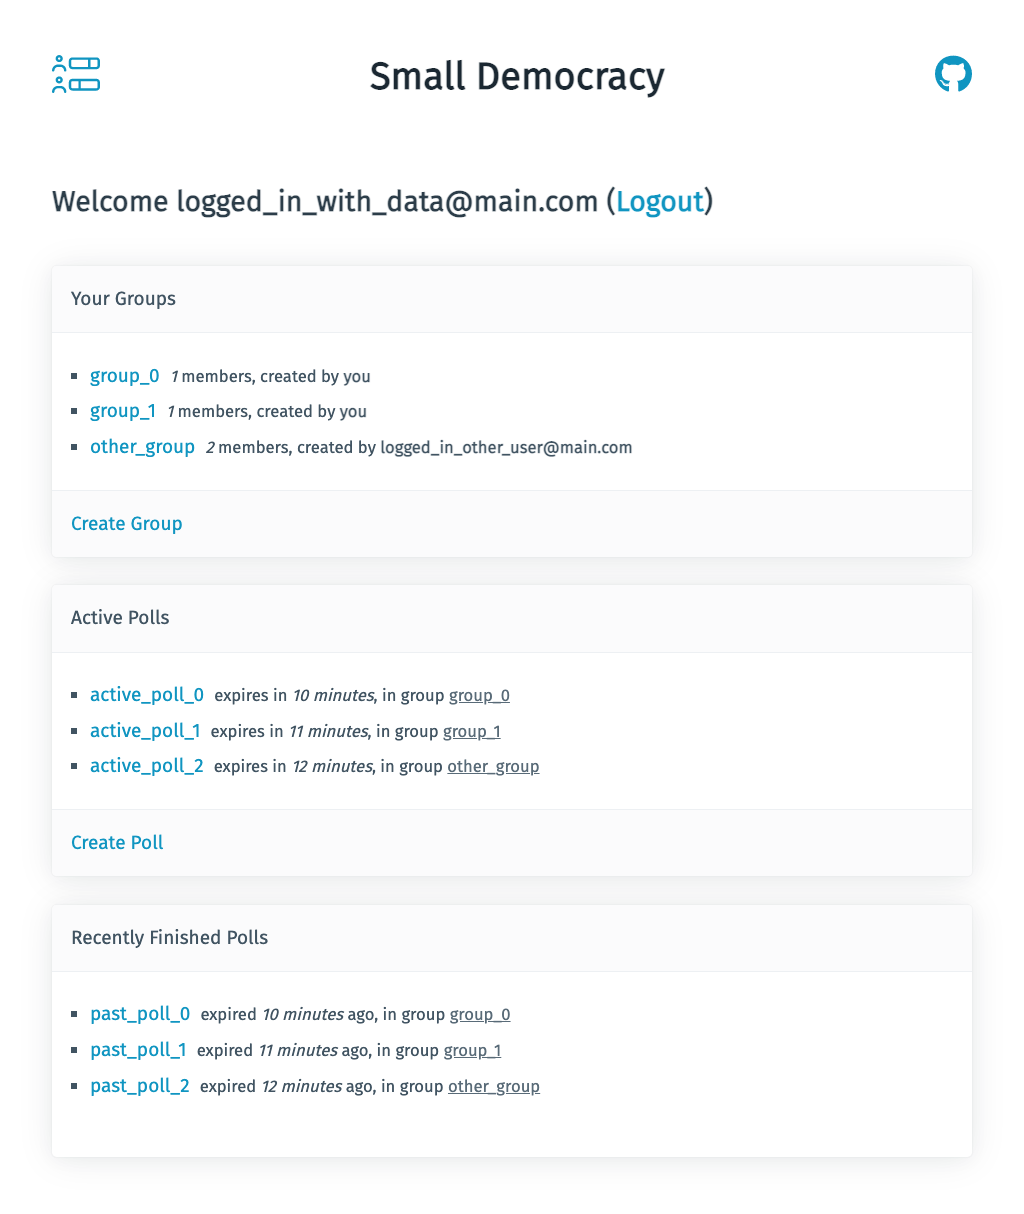 Small Democracy
Welcome logged_in_with_data@main.com (Logout)
Your Groups
group_0 1 members, created by you
group_1 1 members, created by you
other_group 2 members, created by logged_in_other_user@main.com
Create Group
Active Polls
active_poll_0 expires in 10 minutes, in group group_0
active_poll_1 expires in 11 minutes, in group group_1
active_poll_2 expires in 12 minutes, in group other_group
Create Poll
Recently Finished Polls
past_poll_0 expired 10 minutes ago, in group group_0
past_poll_1 expired 11 minutes ago, in group group_1
past_poll_2 expired 12 minutes ago, in group other_group